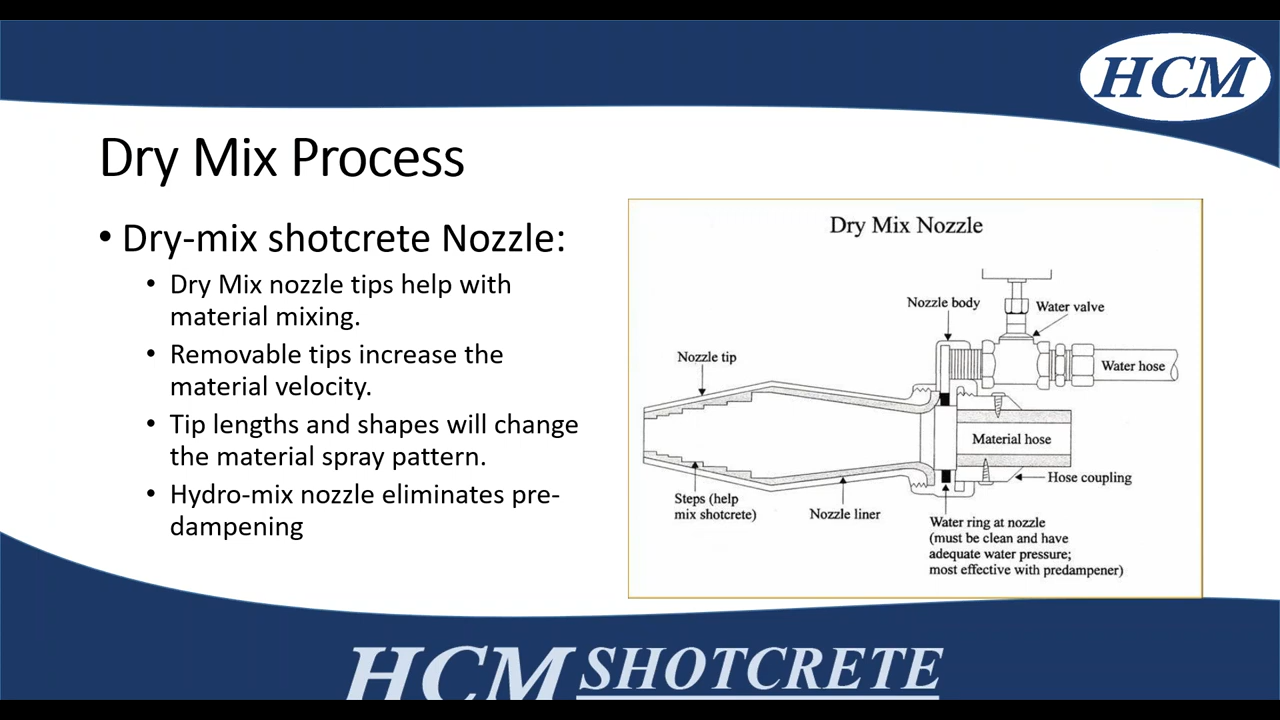 HCM
Dry Mix Process
• Dry-mix shotcrete Nozzle:
• Dry Mix nozzle tips help with
material mixing.
• Removable tips increase the
material velocity.
• Tip lengths and shapes will change
the material spray pattern.
• Hydro-mix nozzle eliminates pre-
dampening
Dry Mix Nozzle
Nozzle body
Water valve
Nozzle tip
Water hose
Material hose
Steps (help
mix shotcrete)
Nozzle liner
Hose coupling
Water ring at nozzle
(must be clean and have
adequate water pressure;
most effective with predampener)
HCM SHOTCRETE